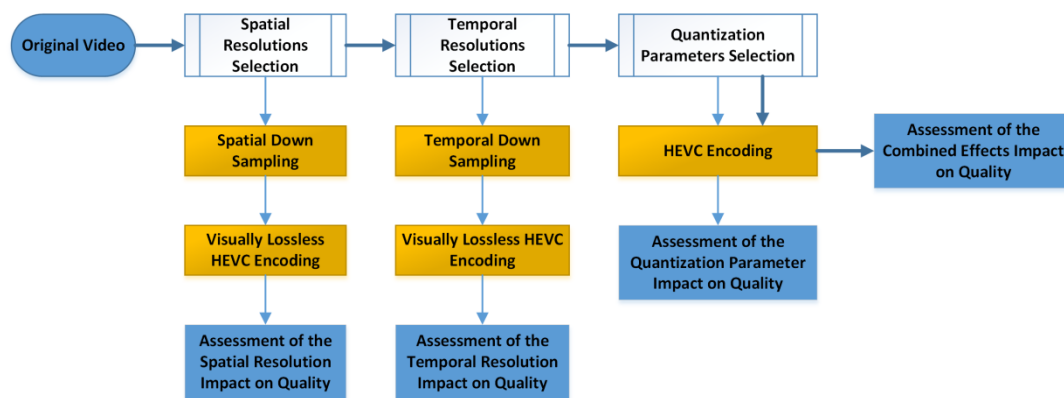 Original Video
Spatial
Resolutions
Selection
Temporal
Resolutions
Selection
Quantization
Parameters Selection
Spatial Down
Sampling
Temporal Down
Sampling
HEVC Encoding
Assessment of the
Combined Effects Impact
on Quality
Visually Lossless
HEVC Encoding
Visually Lossless HEVC
Encoding
Assessment of the
Quantization Parameter
Impact on Quality
Assessment of the
Spatial Resolution
Impact on Quality
Assessment of the
Temporal Resolution
Impact on Quality